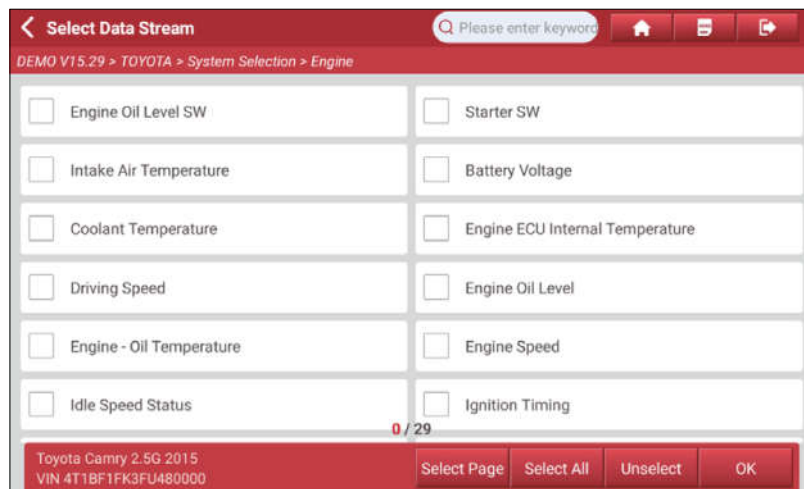 Select Data Stream
Please enter keyword
DEMO V15.29 > TOYOTA > System Selection > Engine
Engine Oil Level SW
Starter SW
Intake Air Temperature
Battery Voltage
Coolant Temperature
Engine ECU Internal Temperature
Driving Speed
Engine Oil Level
Engine - Oil Temperature
Engine Speed
Idle Speed Status
Ignition Timing
0 / 29
Toyota Camry 2.5G 2015
VIN 4T1BF1FK3FU480000
Select Page
Select All
Unselect
OK